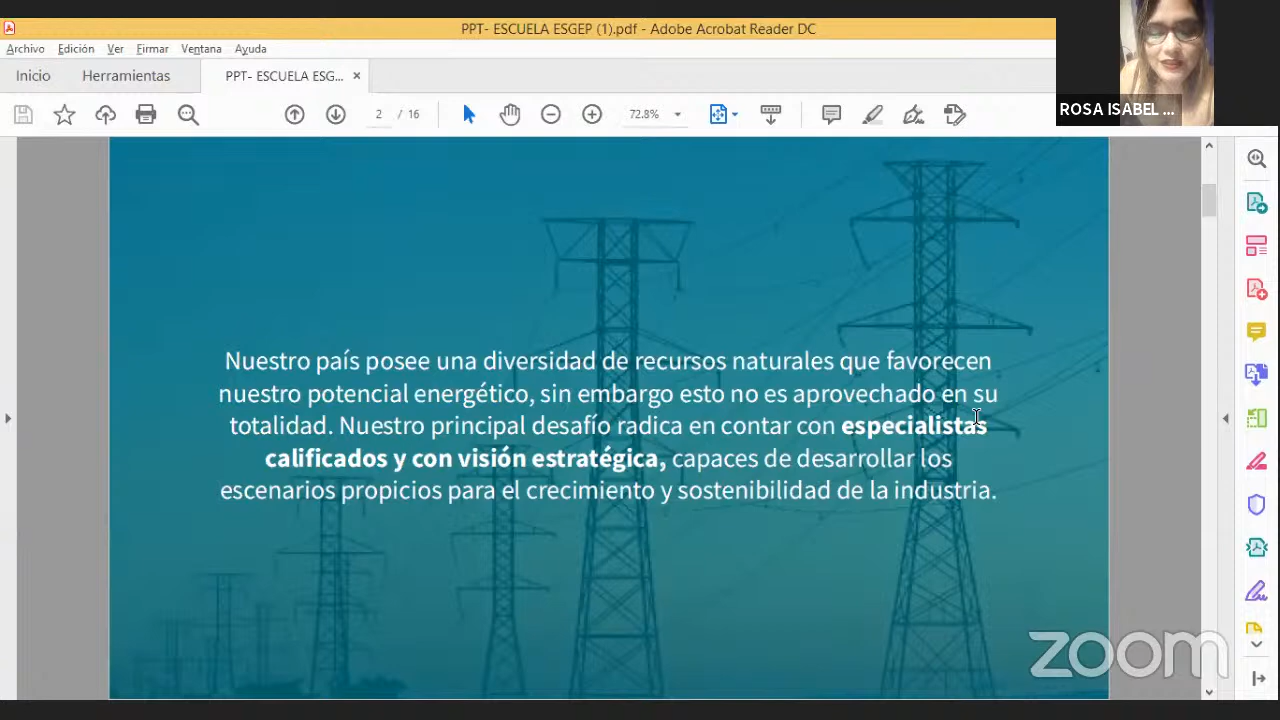 PPT- ESCUELA ESGEP (1).pdf - Adobe Acrobat Reader DC
Archivo Edición Ver Firmar Ventana Ayuda
Inicio Herramientas PPT- ESCUELA ESG... ×
2 / 16 72.8%
ROSA ISABEL ...
Nuestro país posee una diversidad de recursos naturales que favorecen
nuestro potencial energético, sin embargo esto no es aprovechado en su
totalidad. Nuestro principal desafío radica en contar con especialistas
calificados y con visión estratégica, capaces de desarrollar los
escenarios propicios para el crecimiento y sostenibilidad de la industria.
zoom